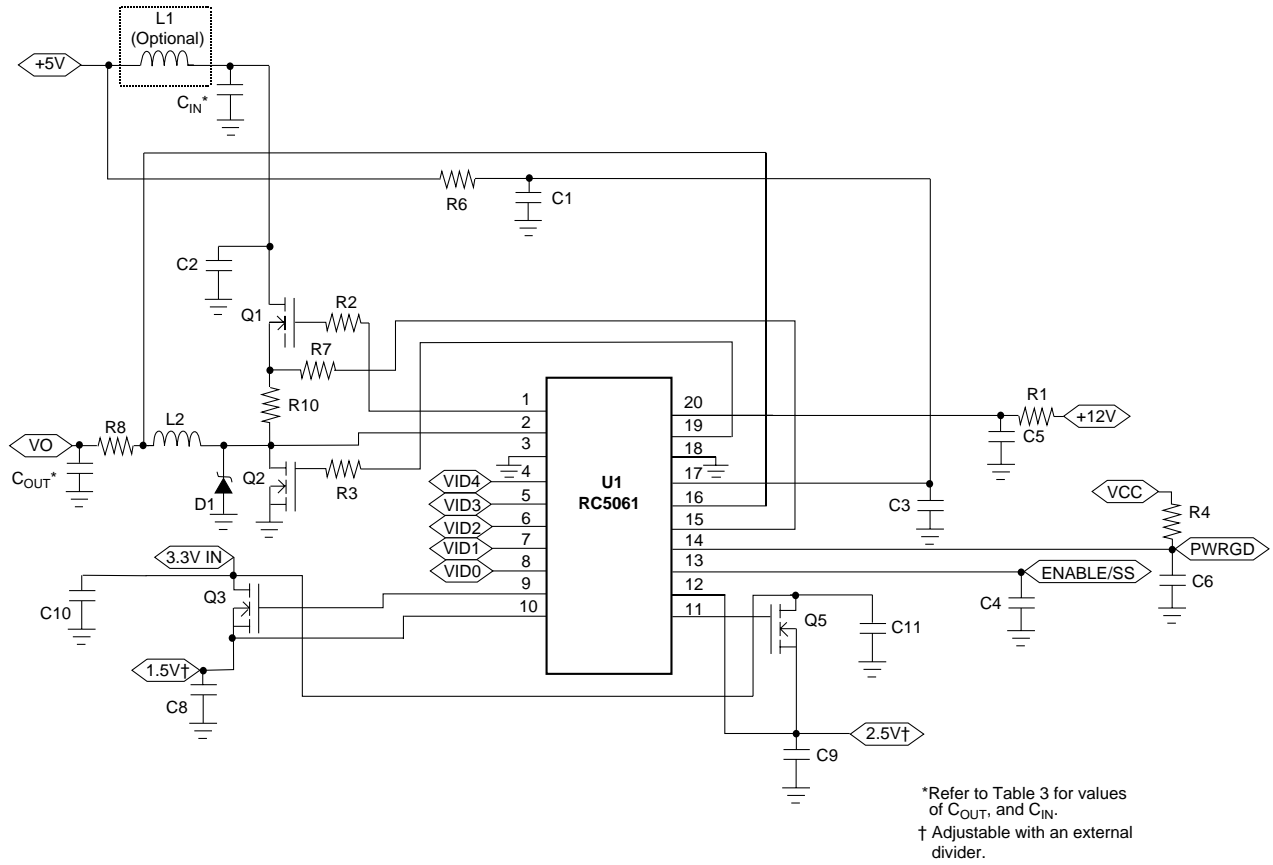 L1
(Optional)
+5V
CIN*
R6
C1
C2
Q1
R2
R7
R10
1
2
3
4
5
6
7
8
9
10
20
19
18
17
16
15
14
13
12
11
U1
RC5061
R1
+12V
C5
VO
R8
L2
COUT*
D1
Q2
R3
VID4
VID3
VID2
VID1
VID0
C3
VCC
R4
PWRGD
C6
ENABLE/SS
C4
3.3V IN
Q3
C10
1.5V†
C8
Q5
C11
2.5V†
C9
*Refer to Table 3 for values
of COUT, and CIN.
† Adjustable with an external
divider.